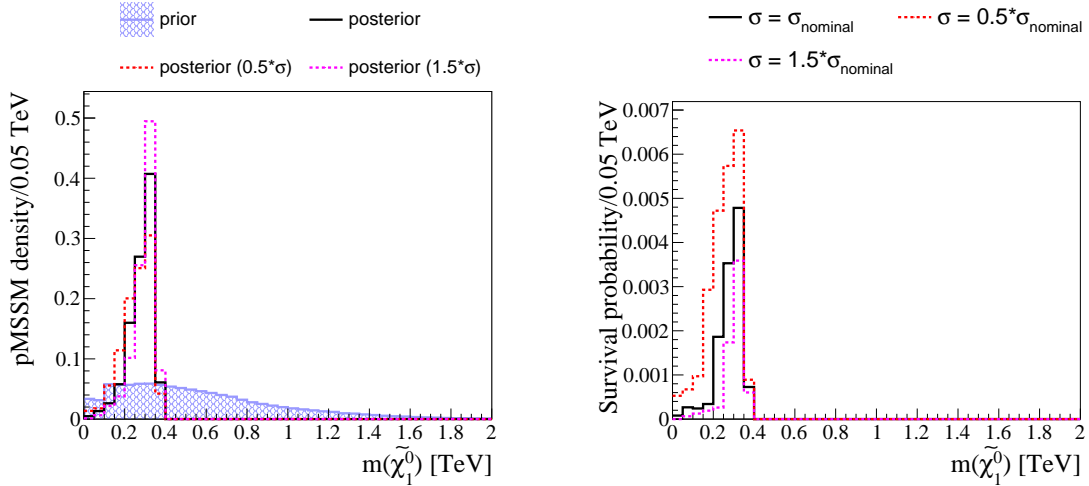 prior
posterior
posterior (0.5*σ)
posterior (1.5*σ)
pMSSM density/0.05 TeV
0.5
0.4
0.3
0.2
0.1
0
0 0.2 0.4 0.6 0.8 1 1.2 1.4 1.6 1.8 2
m(χ̃₁⁰) [TeV]
σ = σnominal
σ = 0.5*σnominal
σ = 1.5*σnominal
Survival probability/0.05 TeV
0.007
0.006
0.005
0.004
0.003
0.002
0.001
0
0 0.2 0.4 0.6 0.8 1 1.2 1.4 1.6 1.8 2
m(χ̃₁⁰) [TeV]